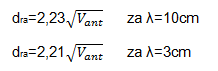 dra=2,23√Vant za λ=10cm
dra=2,21√Vant za λ=3cm